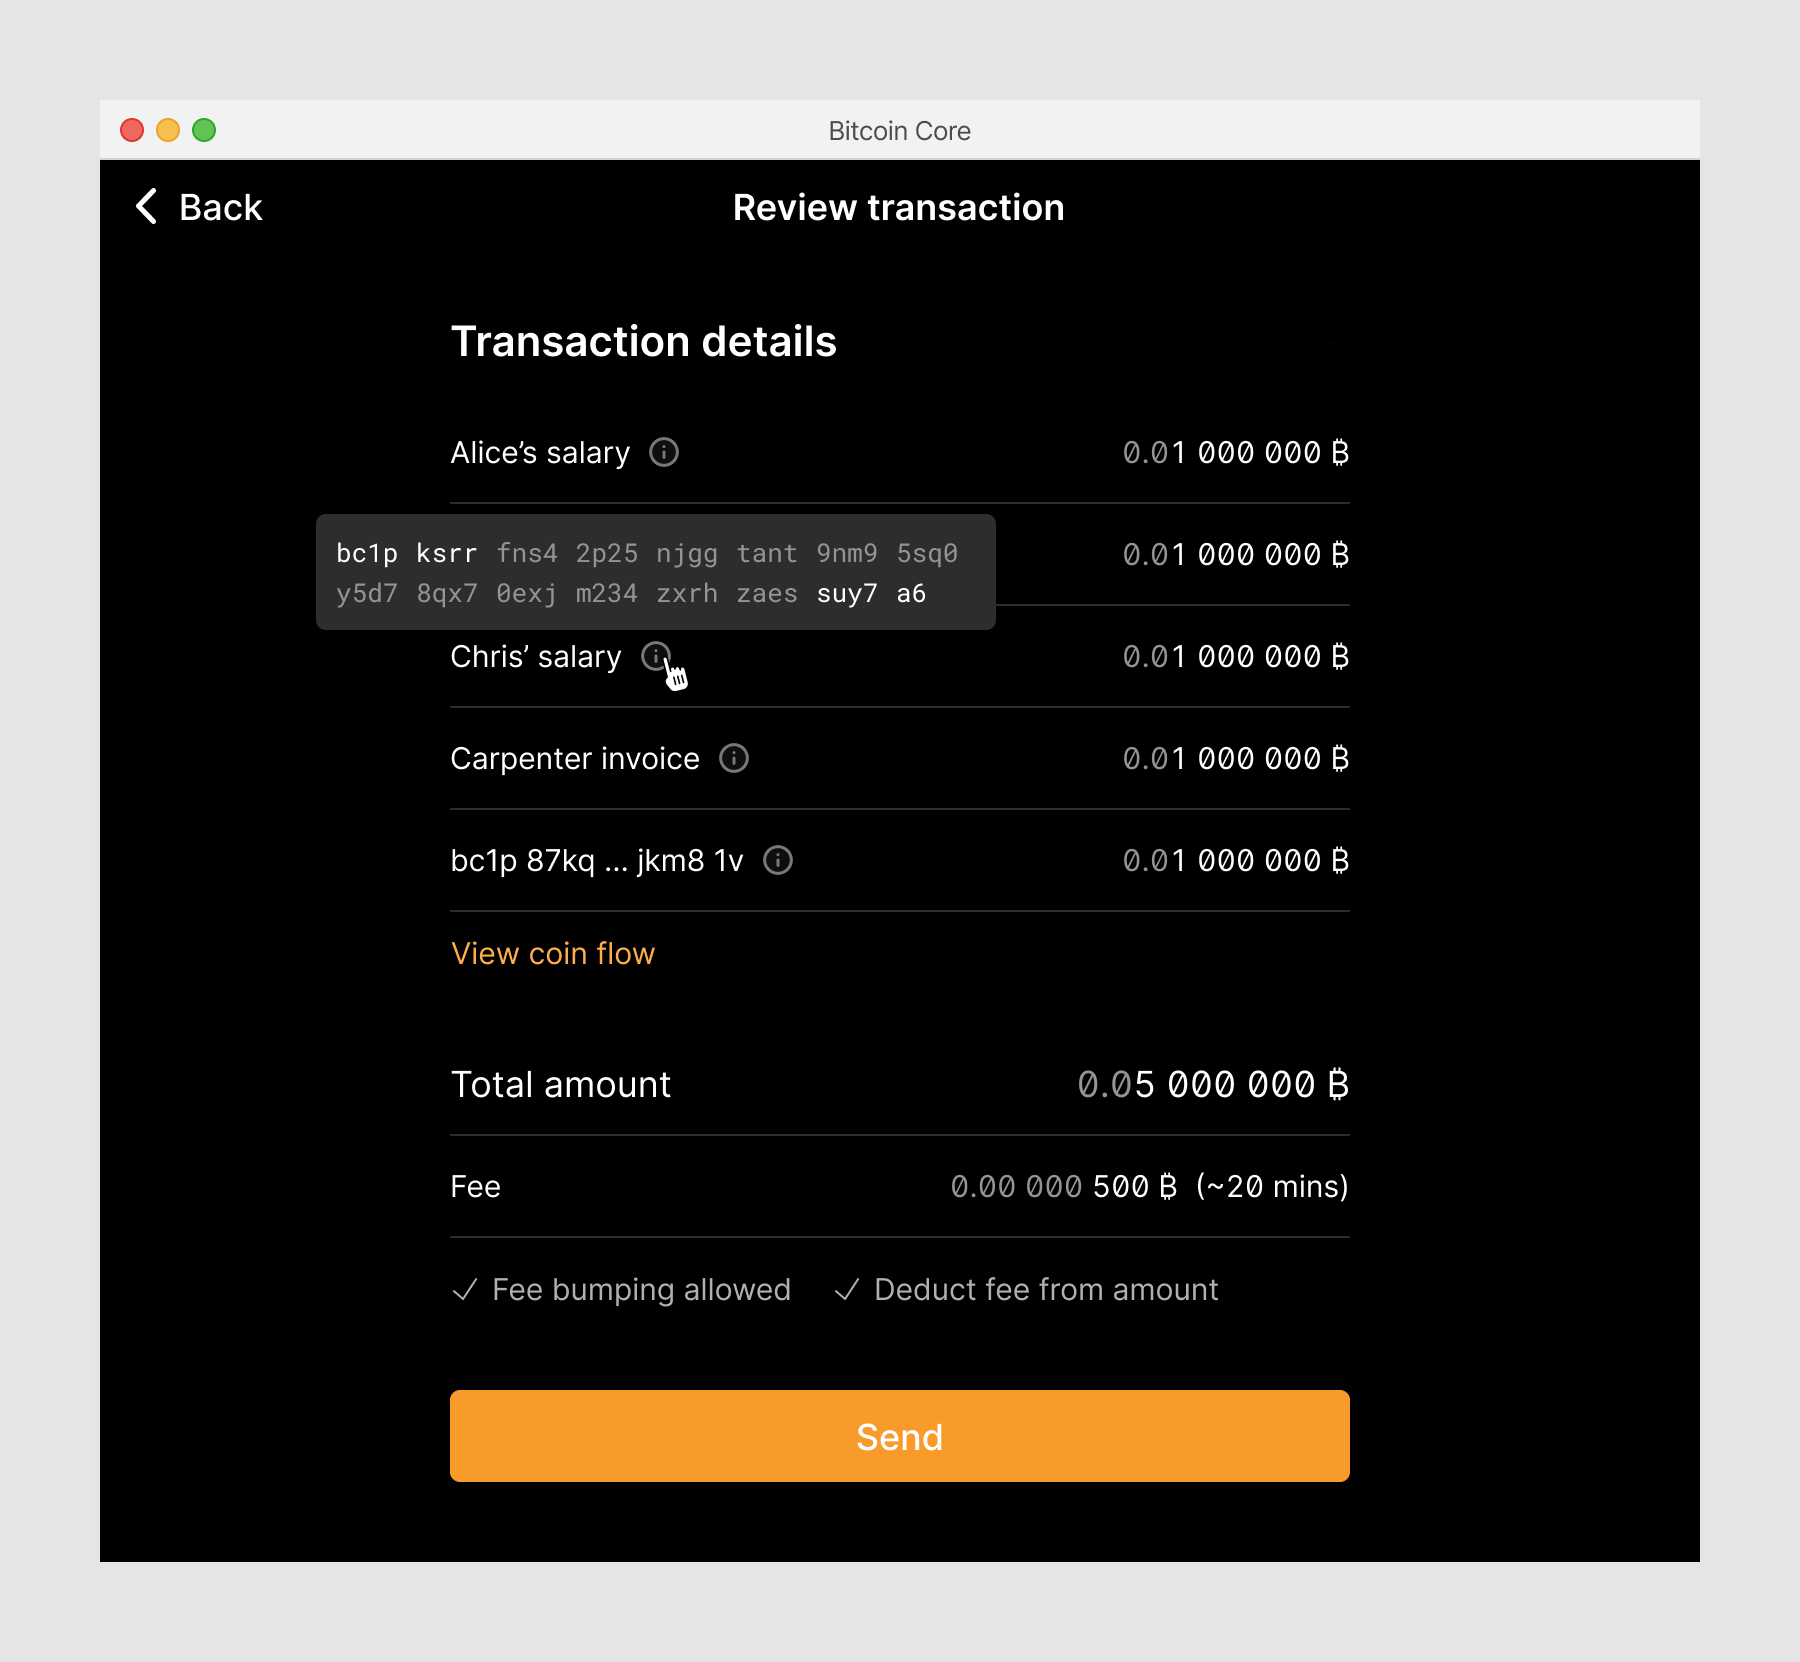 Bitcoin Core
Back
Review transaction
Transaction details
Alice’s salary 0.01 000 000 ₿
bc1p ksrr fns4 2p25 njgg tant 9nm9 5sq0
y5d7 8qx7 0exj m234 zxrh zaes suy7 a6
0.01 000 000 ₿
Chris’ salary 0.01 000 000 ₿
Carpenter invoice 0.01 000 000 ₿
bc1p 87kq ... jkm8 1v 0.01 000 000 ₿
View coin flow
Total amount 0.05 000 000 ₿
Fee 0.00 000 500 ₿ (~20 mins)
Fee bumping allowed Deduct fee from amount
Send